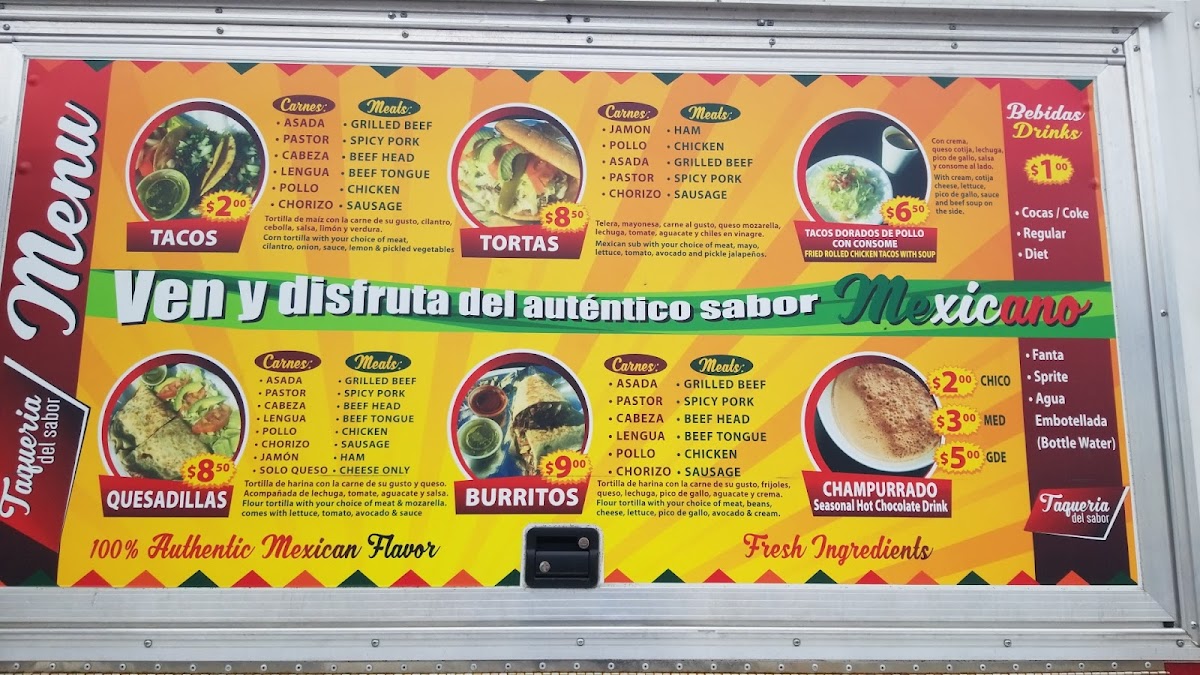 Menu
Taqueria
del sabor
Carnes:
• ASADA
• PASTOR
• CABEZA
• LENGUA
• POLLO
• CHORIZO
Meals:
• GRILLED BEEF
• SPICY PORK
• BEEF HEAD
• BEEF TONGUE
• CHICKEN
• SAUSAGE
$2.00
TACOS
Tortilla de maíz con la carne de su gusto, cilantro,
cebolla, salsa, limón y verdura.
Corn tortilla with your choice of meat,
cilantro, onion, sauce, lemon & pickled vegetables
Carnes:
• JAMON
• POLLO
• ASADA
• PASTOR
• CHORIZO
Meals:
• HAM
• CHICKEN
• GRILLED BEEF
• SPICY PORK
• SAUSAGE
$8.50
TORTAS
Telera, mayonesa, carne al gusto, queso mozarella,
lechuga, tomate, aguacate y chiles en vinagre.
Mexican sub with your choice of meat, mayo,
lettuce, tomato, avocado and pickle jalapeños.
$6.50
TACOS DORADOS DE POLLO
CON CONSOME
FRIED ROLLED CHICKEN TACOS WITH SOUP
Con crema,
queso cotija, lechuga,
pico de gallo, salsa
y consome al lado.
With cream, cotija
cheese, lettuce,
pico de gallo, sauce
and beef soup on
the side.
Bebidas
Drinks
$1.00
• Cocas / Coke
• Regular
• Diet
Ven y disfruta del auténtico sabor Mexicano
Carnes:
• ASADA
• PASTOR
• CABEZA
• LENGUA
• POLLO
• CHORIZO
• JAMÓN
• SOLO QUESO
Meals:
• GRILLED BEEF
• SPICY PORK
• BEEF HEAD
• BEEF TONGUE
• CHICKEN
• SAUSAGE
• HAM
• CHEESE ONLY
$8.50
QUESADILLAS
Tortilla de harina con la carne de su gusto y queso.
Acompañada de lechuga, tomate, aguacate y salsa.
Flour tortilla with your choice of meat & mozarella.
comes with lettuce, tomato, avocado & sauce
Carnes:
• ASADA
• PASTOR
• CABEZA
• LENGUA
• POLLO
• CHORIZO
Meals:
• GRILLED BEEF
• SPICY PORK
• BEEF HEAD
• BEEF TONGUE
• CHICKEN
• SAUSAGE
$9.00
BURRITOS
Tortilla de harina con la carne de su gusto, frijoles,
queso, lechuga, pico de gallo, aguacate y crema.
Flour tortilla with your choice of meat, beans,
cheese, lettuce, pico de gallo, avocado & cream.
$2.00 CHICO
$3.00 MED
$5.00 GDE
CHAMPURRADO
Seasonal Hot Chocolate Drink
• Fanta
• Sprite
• Agua
Embotellada
(Bottle Water)
Taqueria
del sabor
100% Authentic Mexican Flavor
Fresh Ingredients